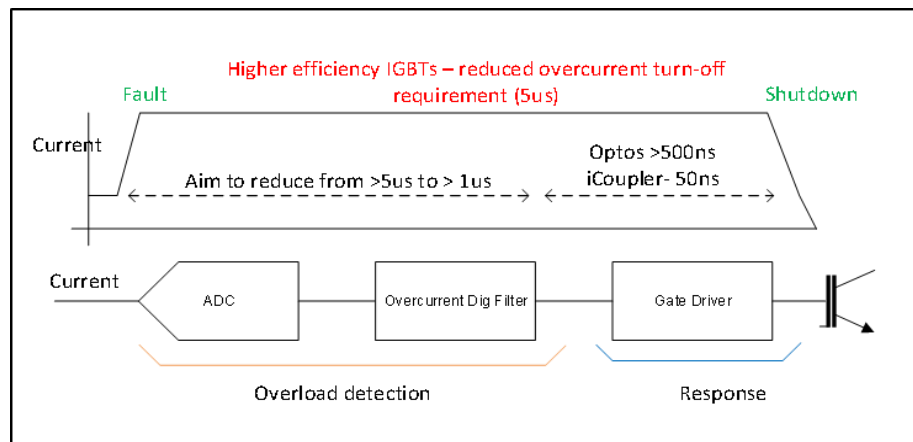 Higher efficiency IGBTs – reduced overcurrent turn-off
requirement (5us)
Fault
Shutdown
Current
Aim to reduce from >5us to > 1us
Optos >500ns
iCoupler- 50ns
Current
ADC
Overcurrent Dig Filter
Gate Driver
Overload detection
Response